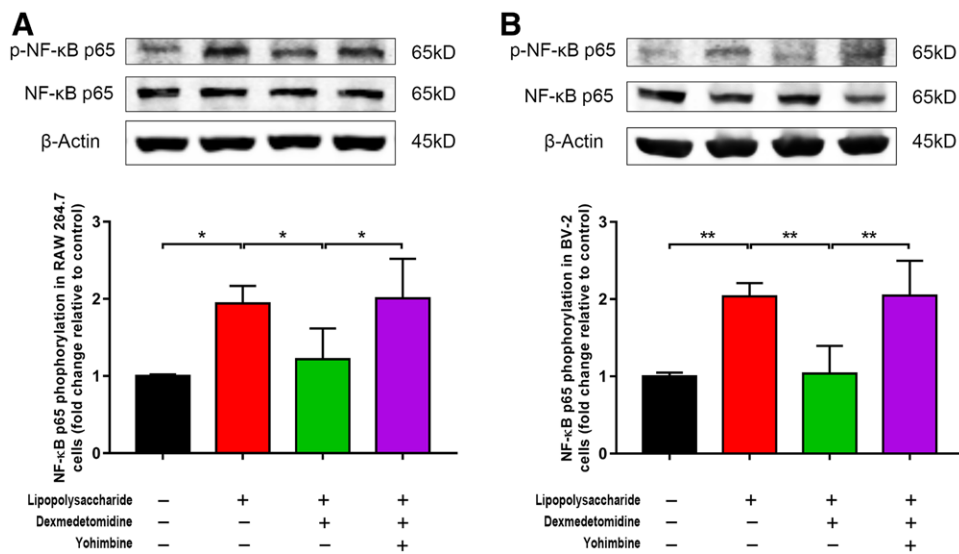 A
p-NF-κB p65 65kD
NF-κB p65 65kD
β-Actin 45kD
NF-κB p65 phophorylation in RAW 264.7
cells (fold change relative to control)
3
2
1
0
* * *
Lipopolysaccharide − + + +
Dexmedetomidine − − + +
Yohimbine − − − +
B
p-NF-κB p65 65kD
NF-κB p65 65kD
β-Actin 45kD
NF-κB p65 phophorylation in BV-2
cells (fold change relative to control)
3
2
1
0
** ** **
Lipopolysaccharide − + + +
Dexmedetomidine − − + +
Yohimbine − − − +